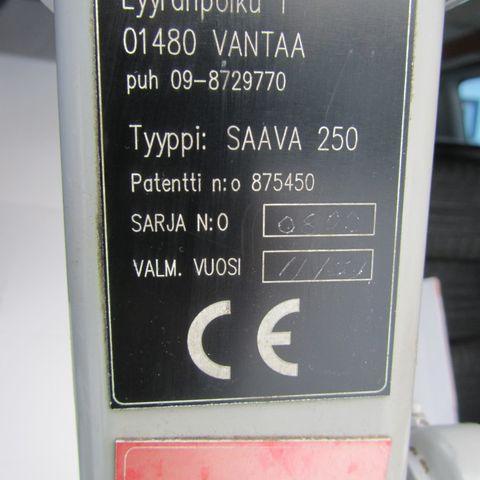 01480 VANTAA
puh 09-8729770
Tyyppi: SAAVA 250
Patentti n:o 875450
SARJA N:O
VALM. VUOSI
CE